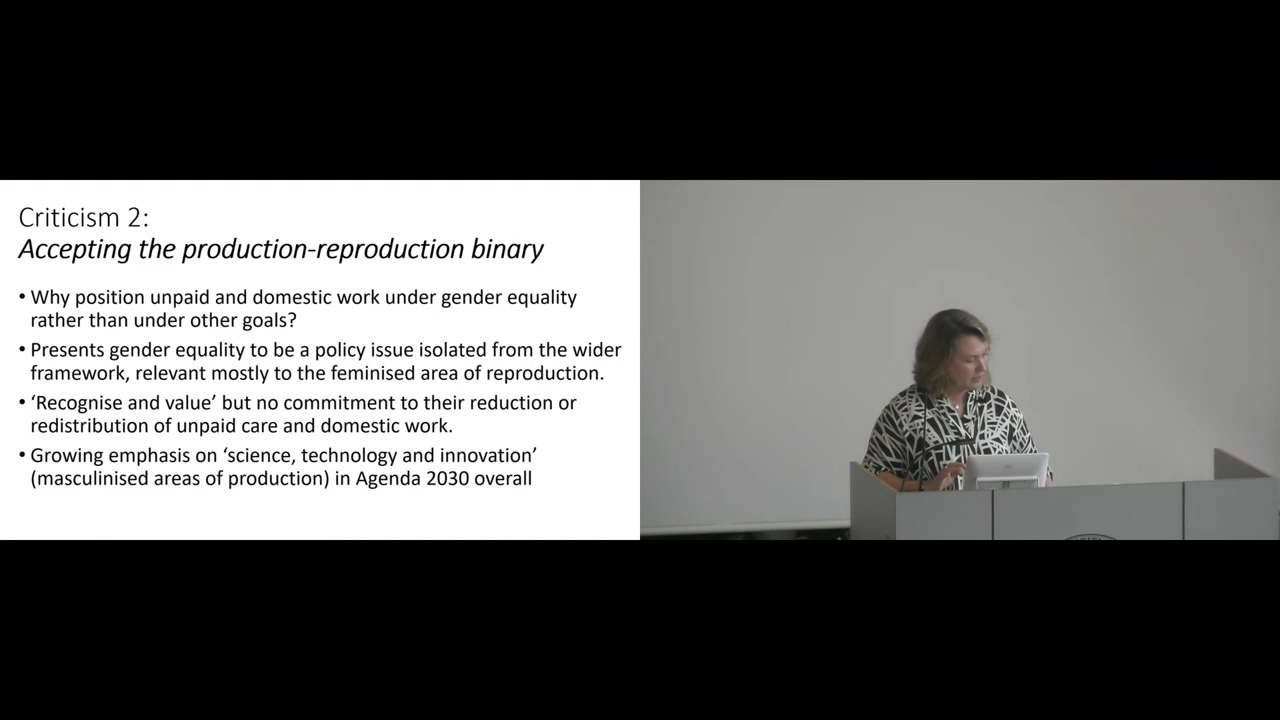 Criticism 2:
Accepting the production-reproduction binary
• Why position unpaid and domestic work under gender equality
rather than under other goals?
• Presents gender equality to be a policy issue isolated from the wider
framework, relevant mostly to the feminised area of reproduction.
• ‘Recognise and value’ but no commitment to their reduction or
redistribution of unpaid care and domestic work.
• Growing emphasis on ‘science, technology and innovation’
(masculinised areas of production) in Agenda 2030 overall